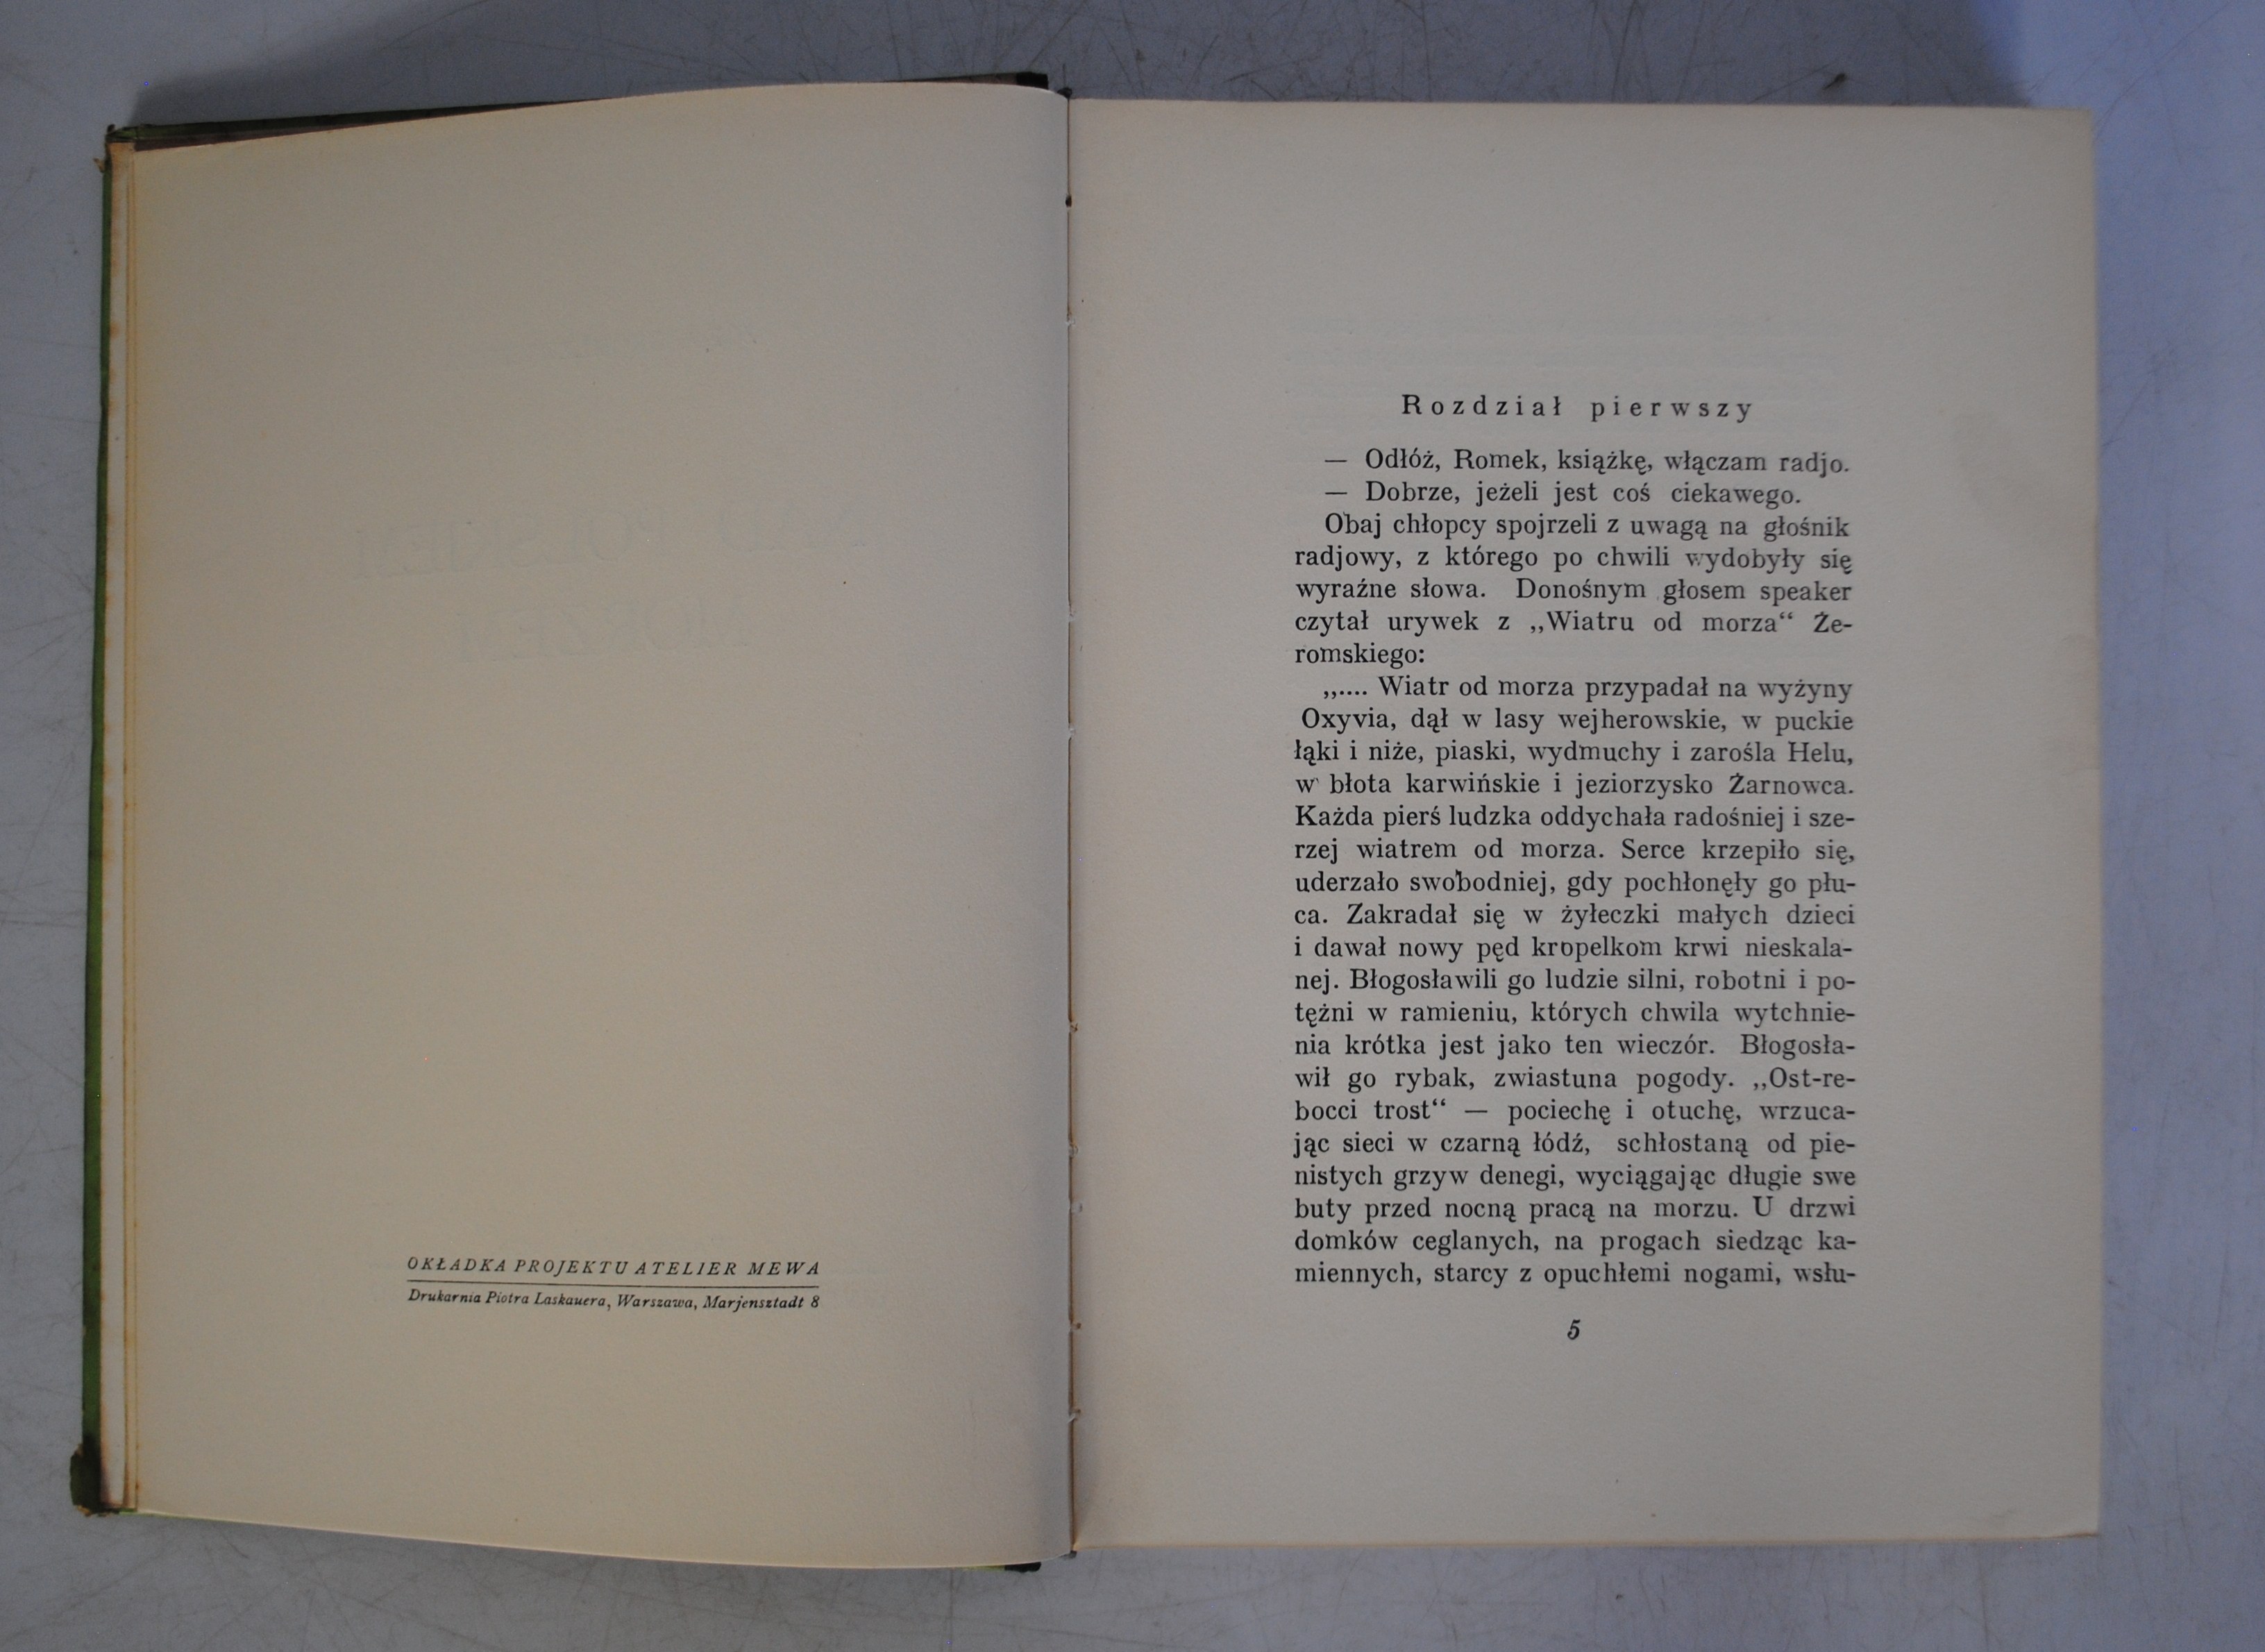 OKŁADKA PROJEKTU ATELIER MEWA
Drukarnia Piotra Laskauera, Warszawa, Marjensztadt 8
Rozdział pierwszy
— Odłóż, Romek, książkę, włączam radjo.
— Dobrze, jeżeli jest coś ciekawego.
Obaj chłopcy spojrzeli z uwagą na głośnik
radjowy, z którego po chwili wydobyły się
wyraźne słowa. Donośnym głosem speaker
czytał urywek z „Wiatru od morza“ Że-
romskiego:
„.... Wiatr od morza przypadał na wyżyny
Oxyvia, dął w lasy wejherowskie, w puckie
łąki i niże, piaski, wydmuchy i zarośla Helu,
w błota karwińskie i jeziorzysko Żarnowca.
Każda pierś ludzka oddychała radośniej i sze-
rzej wiatrem od morza. Serce krzepiło się,
uderzało swobodniej, gdy pochłonęły go płu-
ca. Zakradał się w żyłeczki małych dzieci
i dawał nowy pęd kropelkom krwi nieskala-
nej. Błogosławili go ludzie silni, robotni i po-
tężni w ramieniu, których chwila wytchnie-
nia krótka jest jako ten wieczór. Błogosła-
wił go rybak, zwiastuna pogody. „Ost-re-
bocci trost“ — pociechę i otuchę, wrzuca-
jąc sieci w czarną łódź, schłostaną od pie-
nistych grzyw denegi, wyciągając długie swe
buty przed nocną pracą na morzu. U drzwi
domków ceglanych, na progach siedząc ka-
miennych, starcy z opuchłemi nogami, wsłu-
5